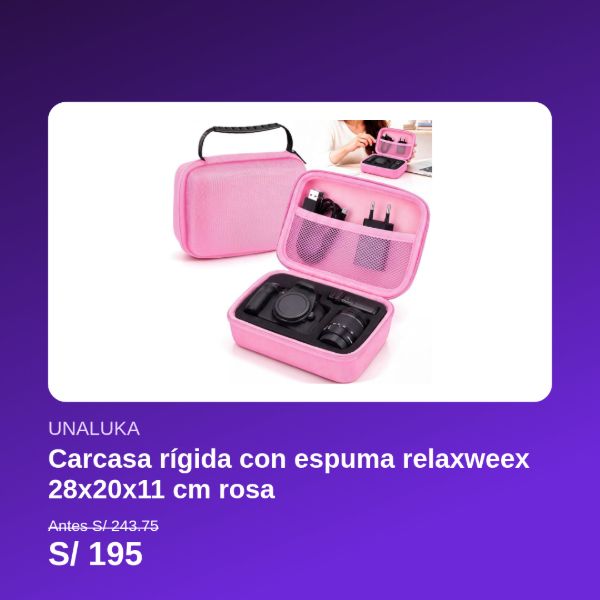 UNALUKA
Carcasa rígida con espuma relaxweex
28x20x11 cm rosa
Antes S/ 243.75
S/ 195